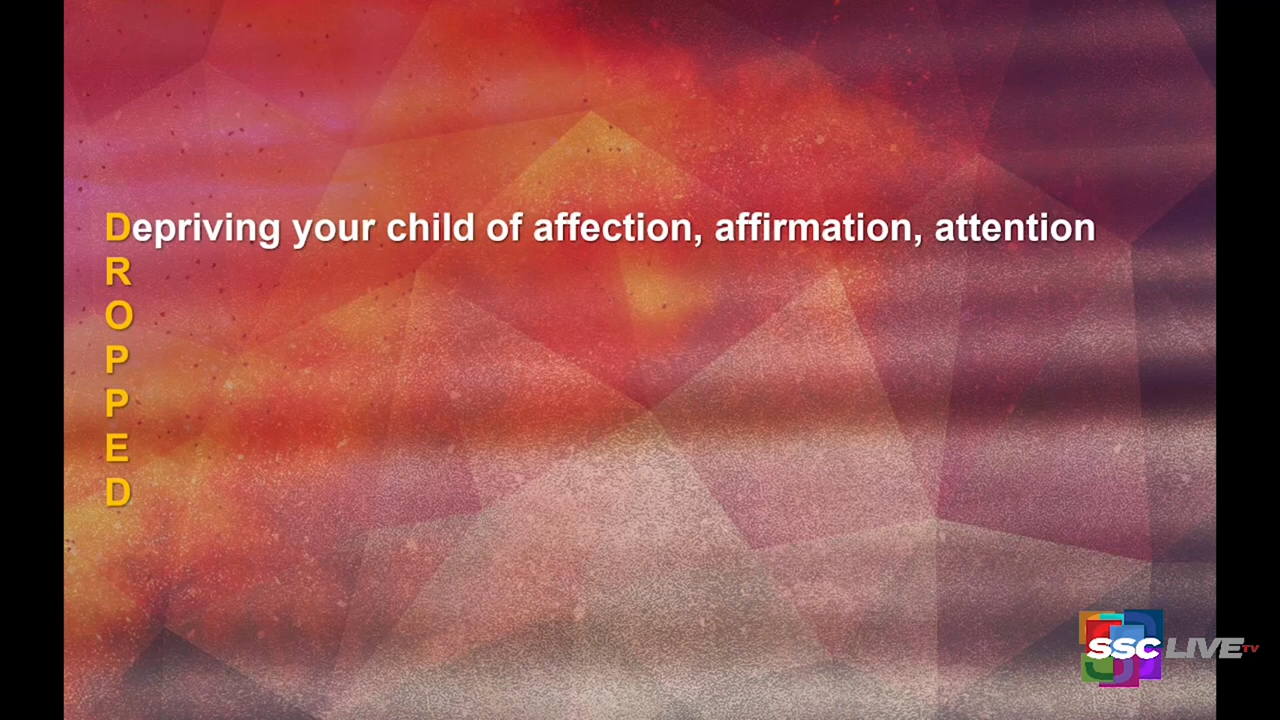 Depriving your child of affection, affirmation, attention
R
O
P
P
E
D
SSC LIVE TV